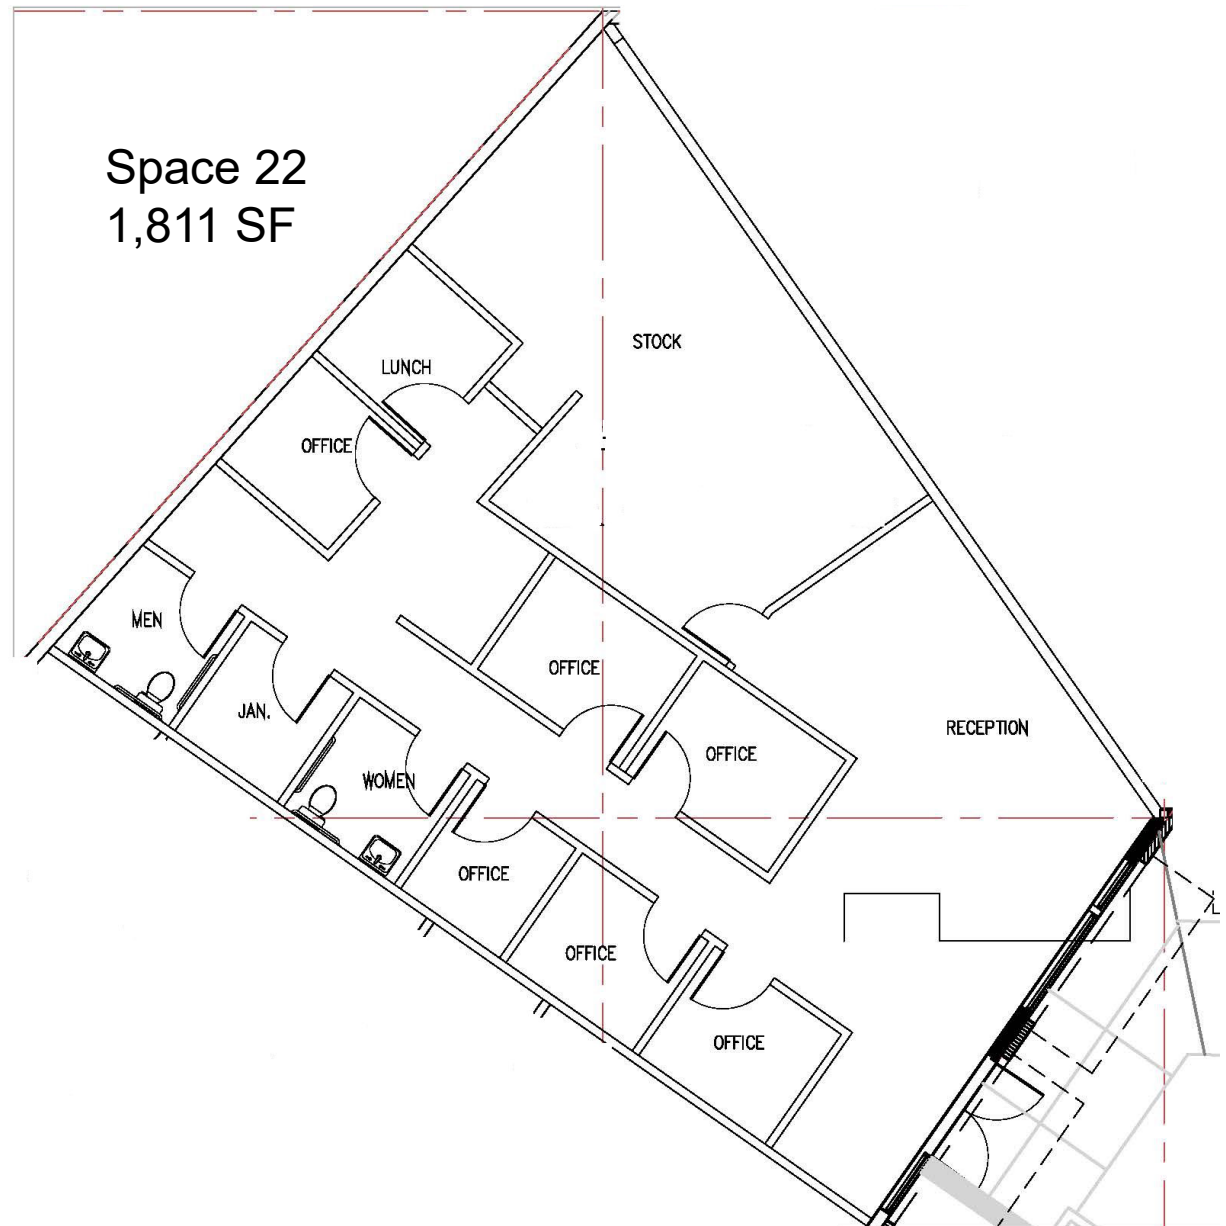 Space 22
1,811 SF
STOCK
LUNCH
OFFICE
MEN
OFFICE
JAN.
RECEPTION
OFFICE
WOMEN
OFFICE
OFFICE
OFFICE